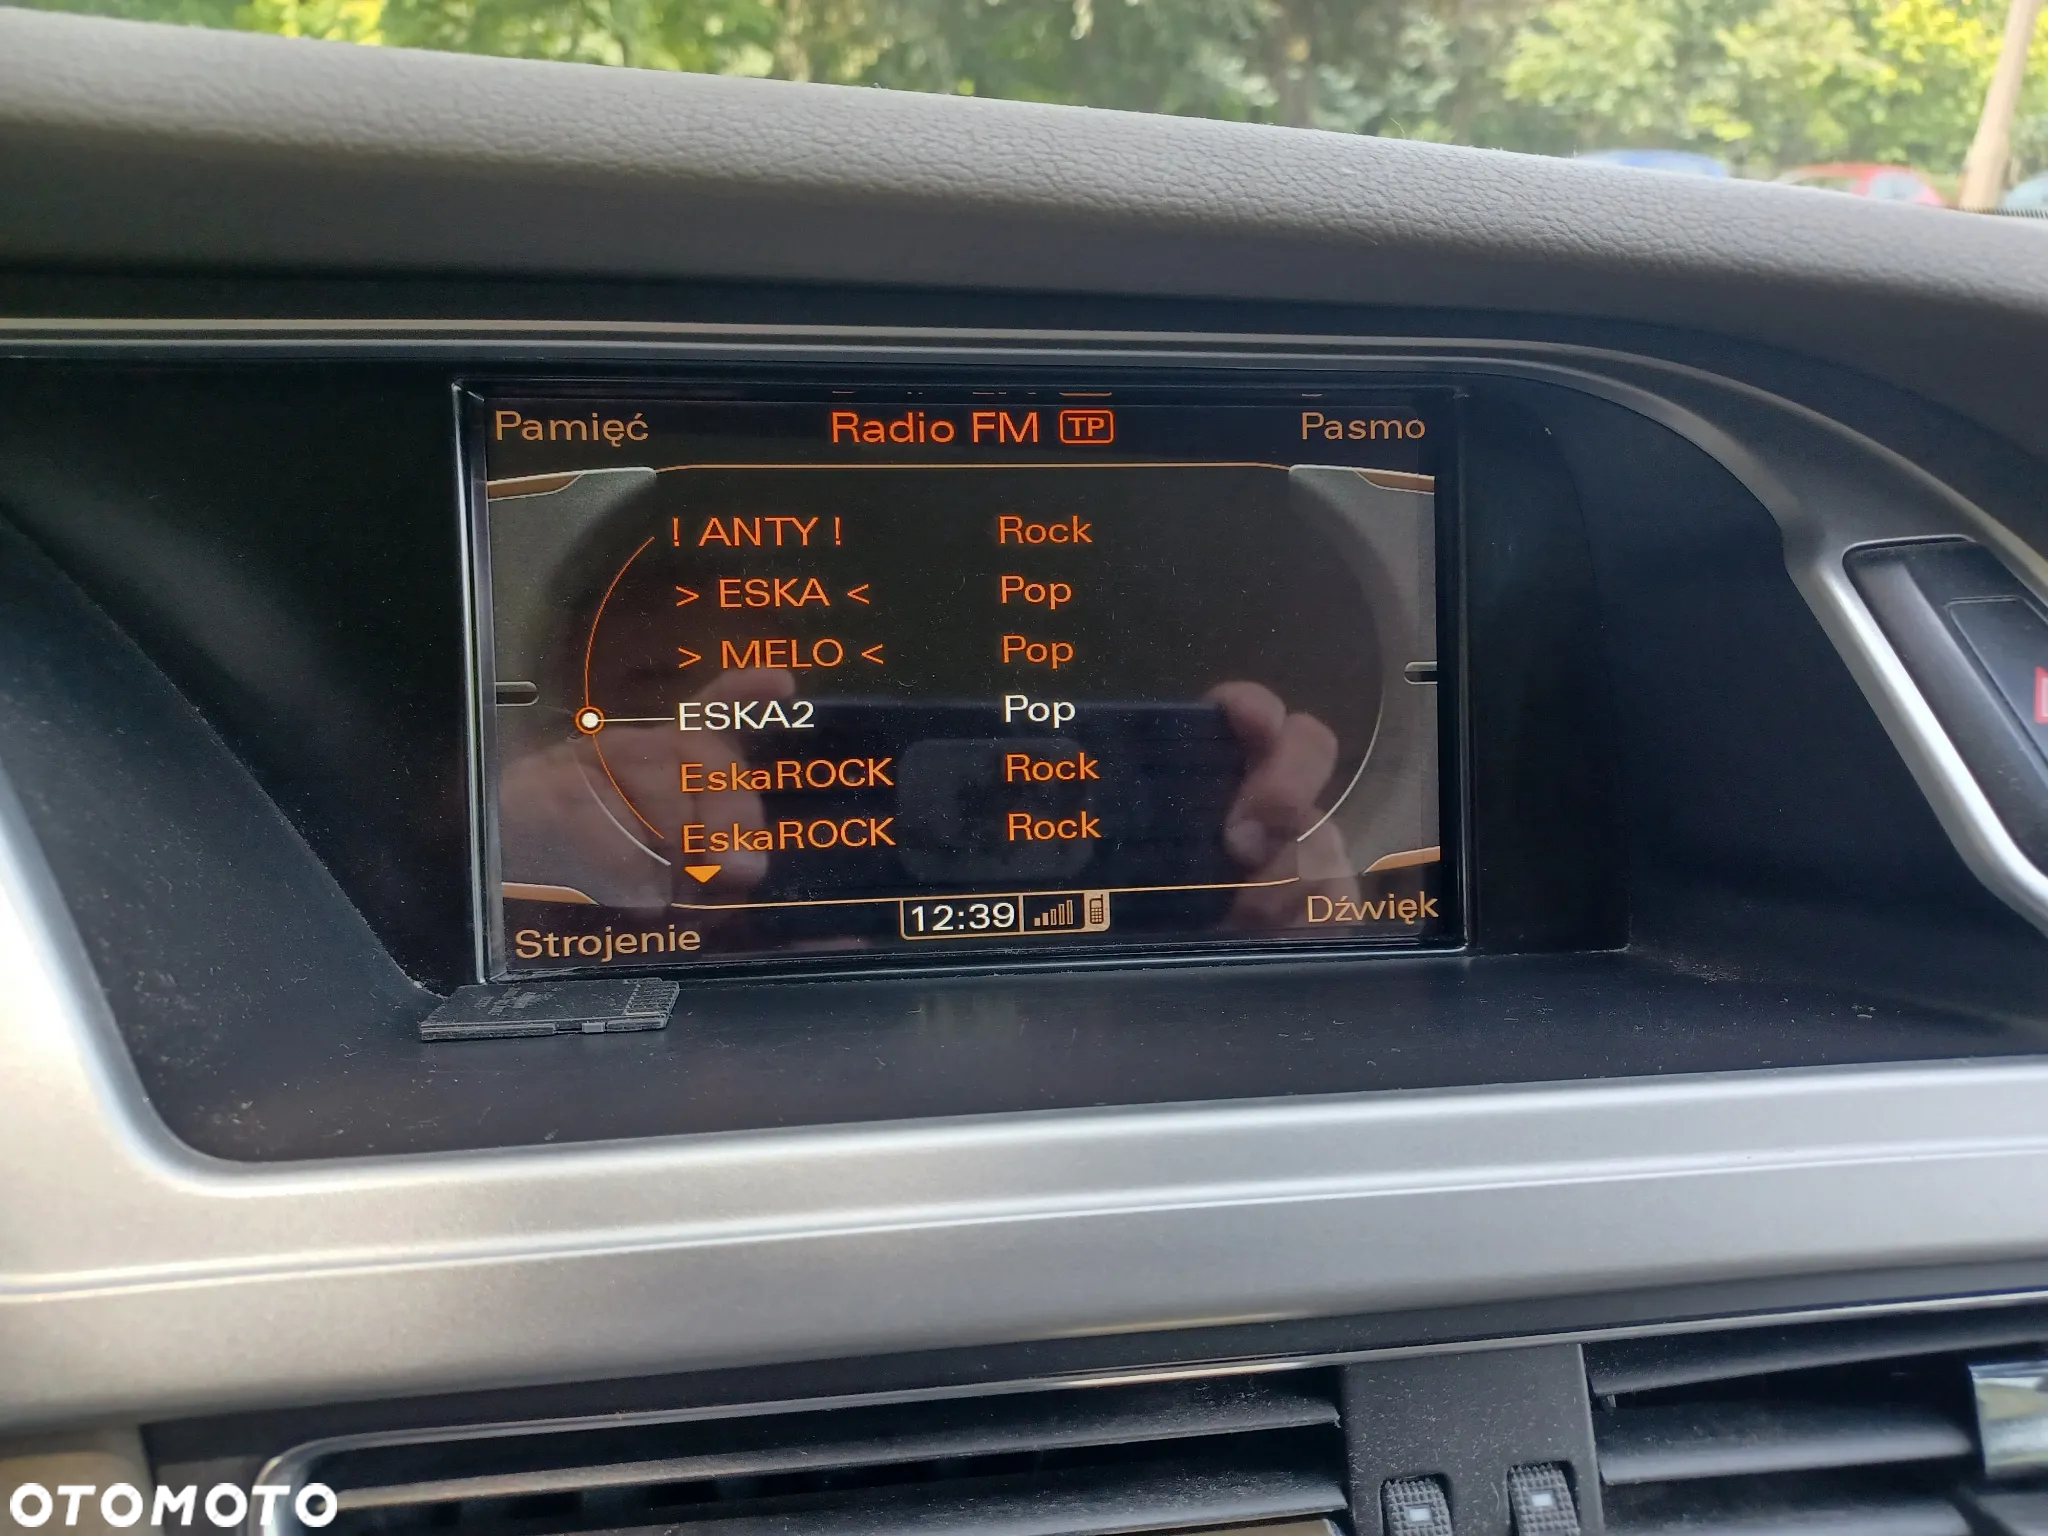 Pamięć Radio FM TP Pasmo
! ANTY ! Rock
> ESKA < Pop
> MELO < Pop
ESKA2 Pop
EskaROCK Rock
EskaROCK Rock
12:39
Strojenie Dźwięk
OTOMOTO